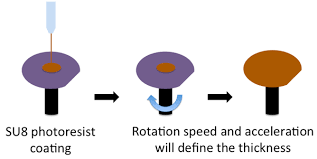 SU8 photoresist
coating
Rotation speed and acceleration
will define the thickness